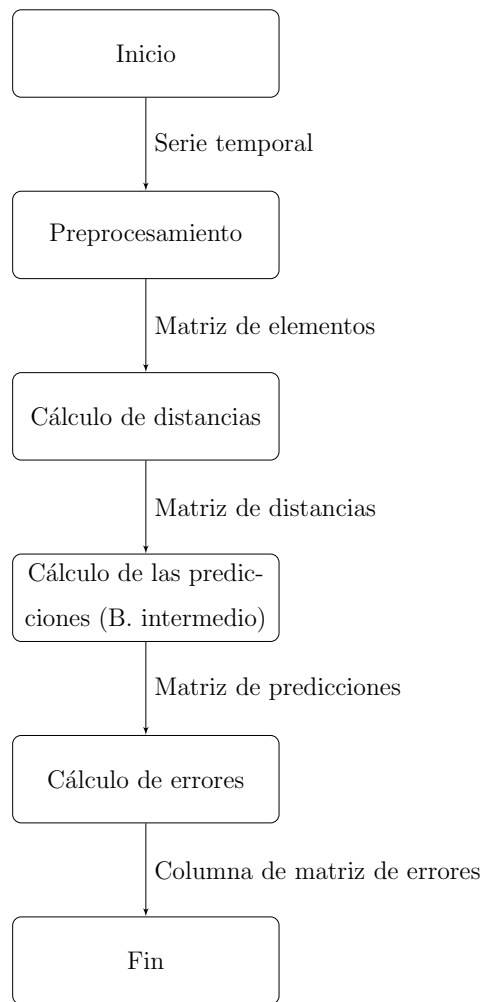 Inicio
Serie temporal
Preprocesamiento
Matriz de elementos
Cálculo de distancias
Matriz de distancias
Cálculo de las predic-
ciones (B. intermedio)
Matriz de predicciones
Cálculo de errores
Columna de matriz de errores
Fin